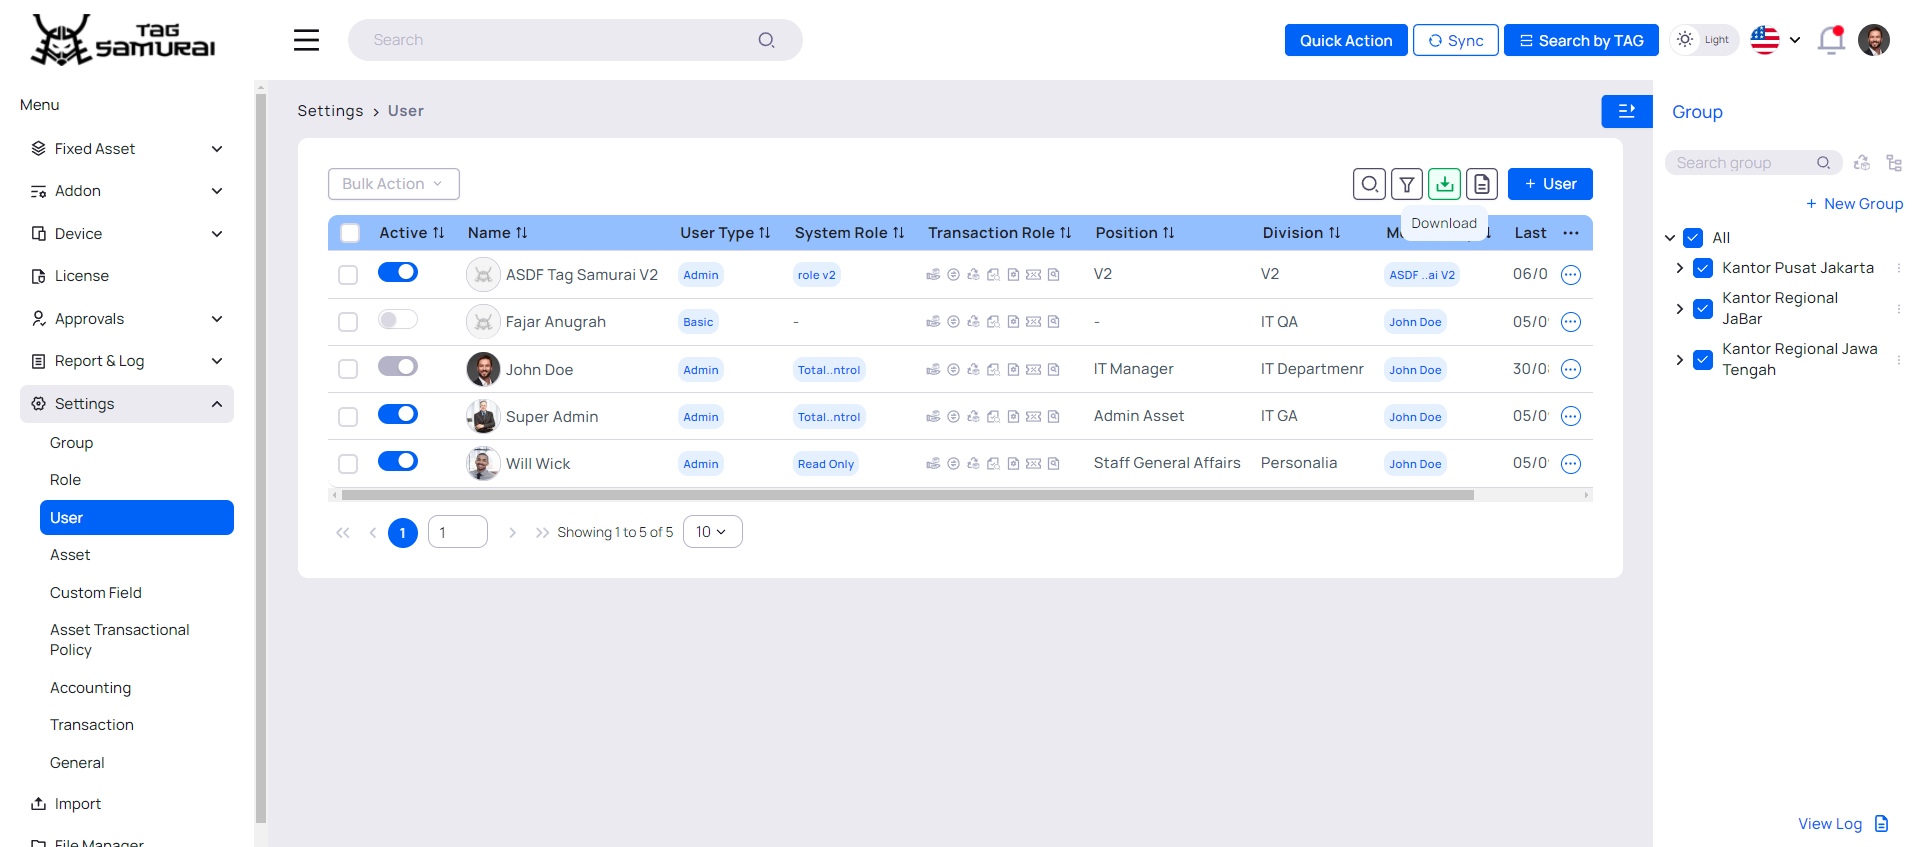 TAG
SAMURAI
Search
Quick Action
Sync
Search by TAG
Light
Menu
Fixed Asset
Addon
Device
License
Approvals
Report & Log
Settings
Group
Role
User
Asset
Custom Field
Asset Transactional
Policy
Accounting
Transaction
General
Import
File Manager
Settings > User
Bulk Action
+ User
Download
Active Name User Type System Role Transaction Role Position Division Last ...
ASDF Tag Samurai V2 Admin role v2 V2 V2 ASDF ..ai V2 06/0
Fajar Anugrah Basic - - IT QA John Doe 05/0
John Doe Admin Total..ntrol IT Manager IT Departmenr John Doe 30/0
Super Admin Admin Total..ntrol Admin Asset IT GA John Doe 05/0
Will Wick Admin Read Only Staff General Affairs Personalia John Doe 05/0
1 1 Showing 1 to 5 of 5 10
Group
Search group
+ New Group
All
Kantor Pusat Jakarta
Kantor Regional
JaBar
Kantor Regional Jawa
Tengah
View Log